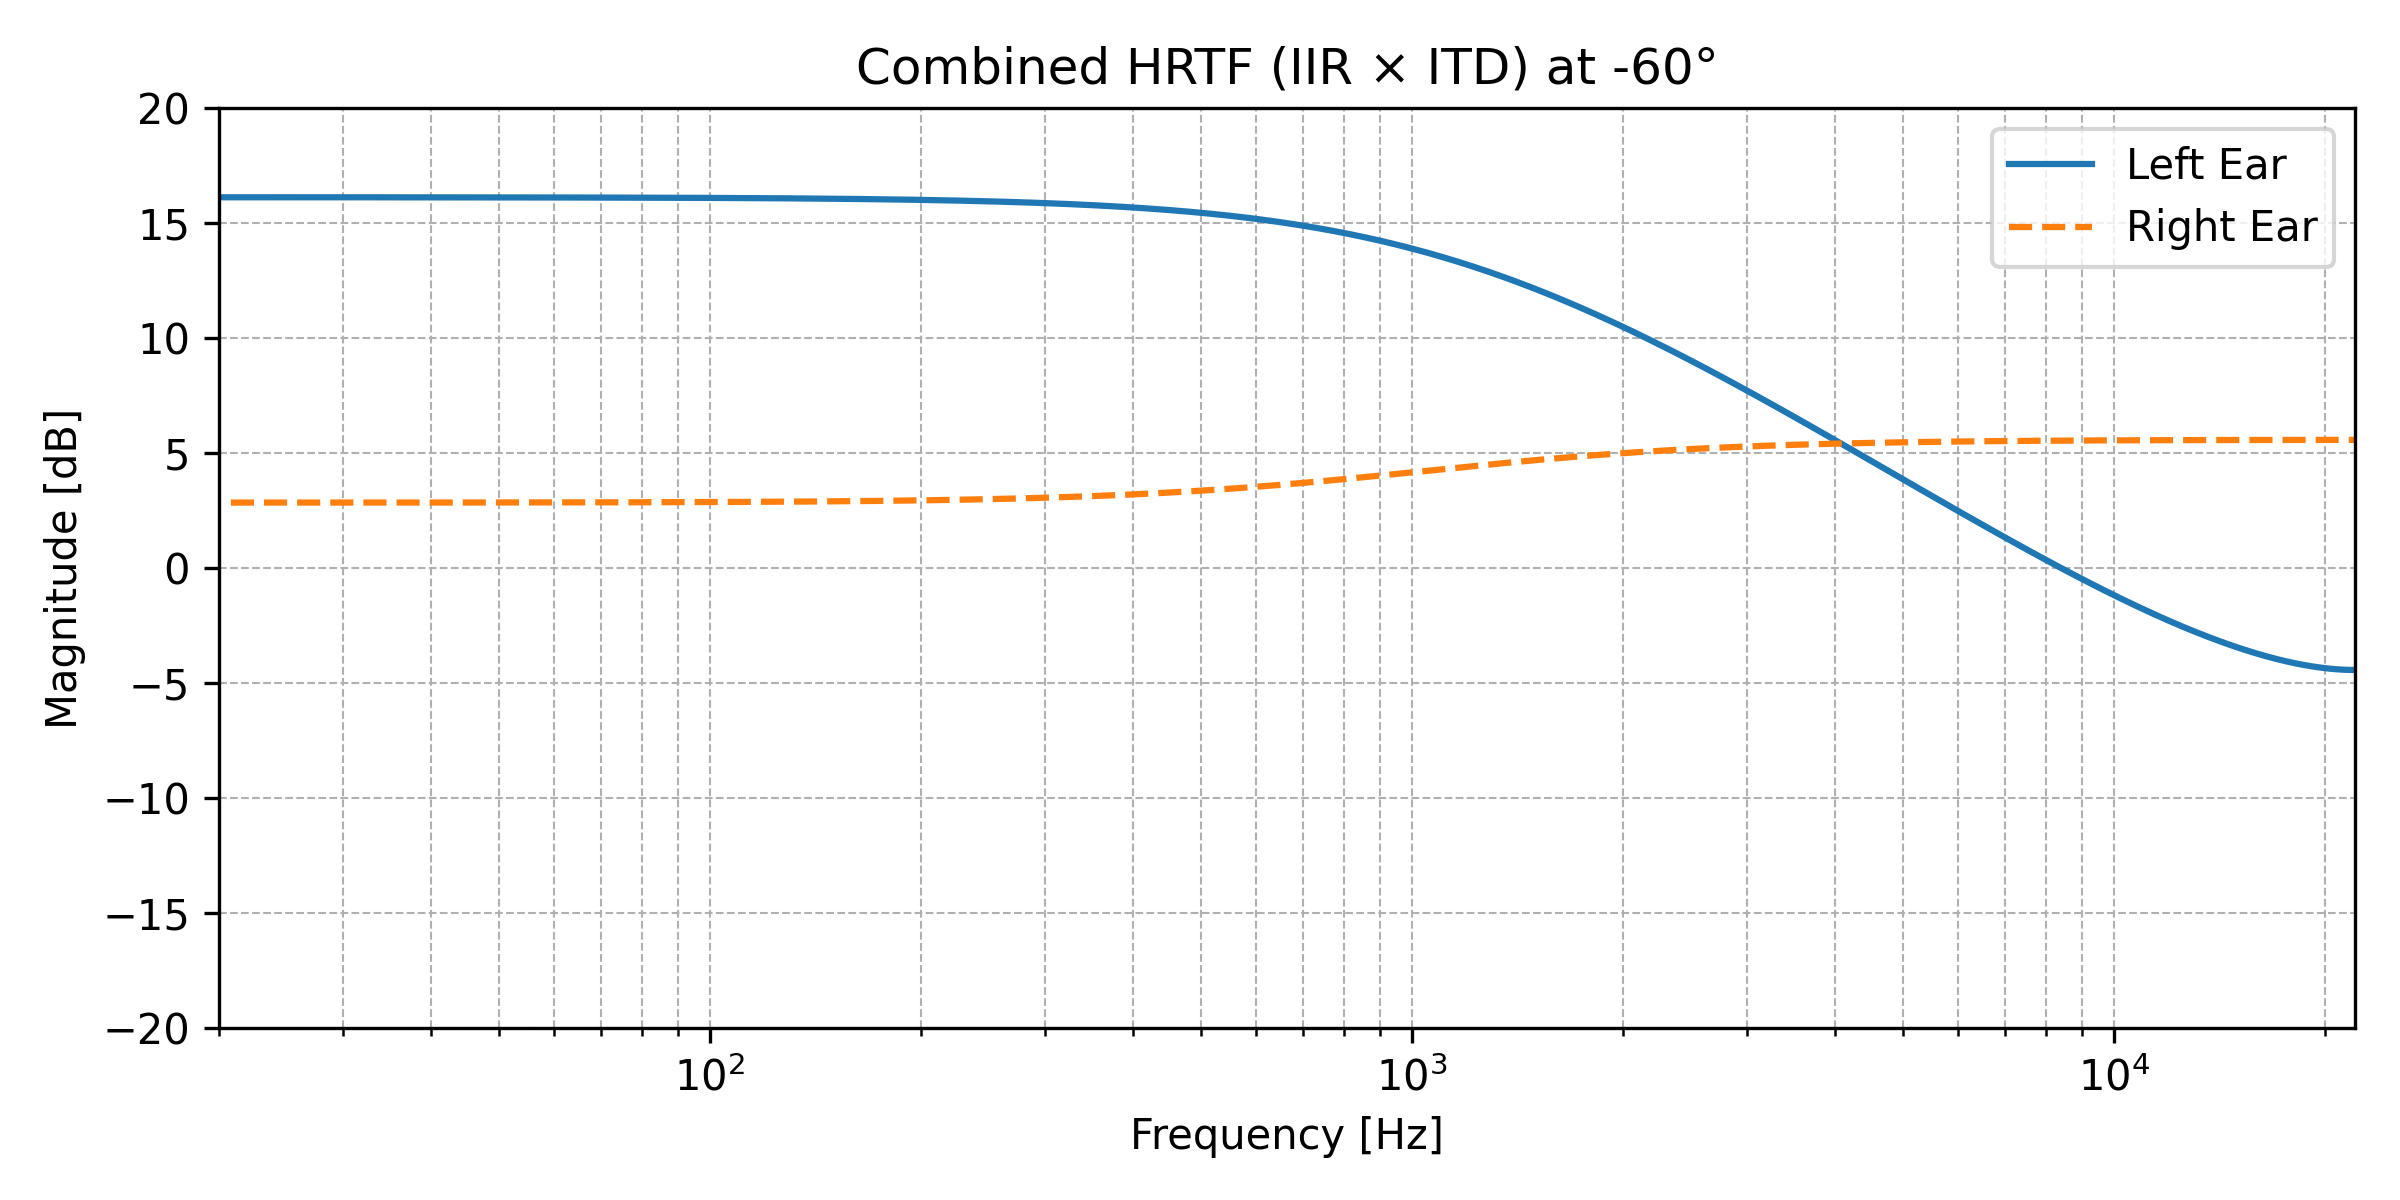 Combined HRTF (IIR × ITD) at -60°
Left Ear
Right Ear
Magnitude [dB]
20
15
10
5
0
−5
−10
−15
−20
10²
10³
10⁴
Frequency [Hz]